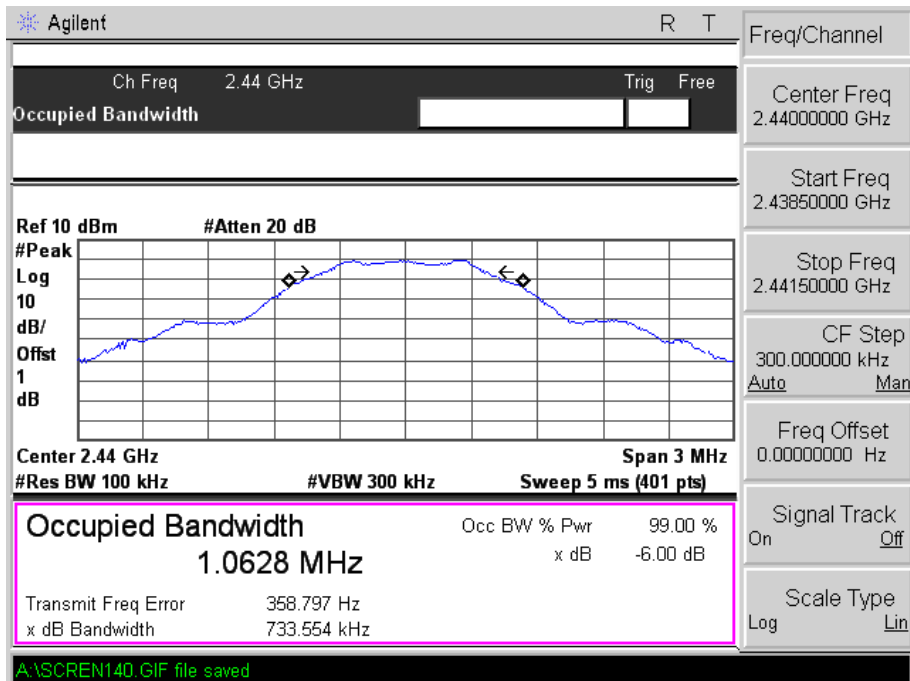 Agilent R T
Ch Freq 2.44 GHz Trig Free
Occupied Bandwidth
Ref 10 dBm #Atten 20 dB
#Peak
Log
10
dB/
Offst
1
dB
Center 2.44 GHz Span 3 MHz
#Res BW 100 kHz #VBW 300 kHz Sweep 5 ms (401 pts)
Occupied Bandwidth
1.0628 MHz
Occ BW % Pwr 99.00 %
x dB -6.00 dB
Transmit Freq Error 358.797 Hz
x dB Bandwidth 733.554 kHz
A:\SCREN140.GIF file saved
Freq/Channel
Center Freq
2.44000000 GHz
Start Freq
2.43850000 GHz
Stop Freq
2.44150000 GHz
CF Step
300.000000 kHz
Auto Man
Freq Offset
0.00000000 Hz
Signal Track
On Off
Scale Type
Log Lin